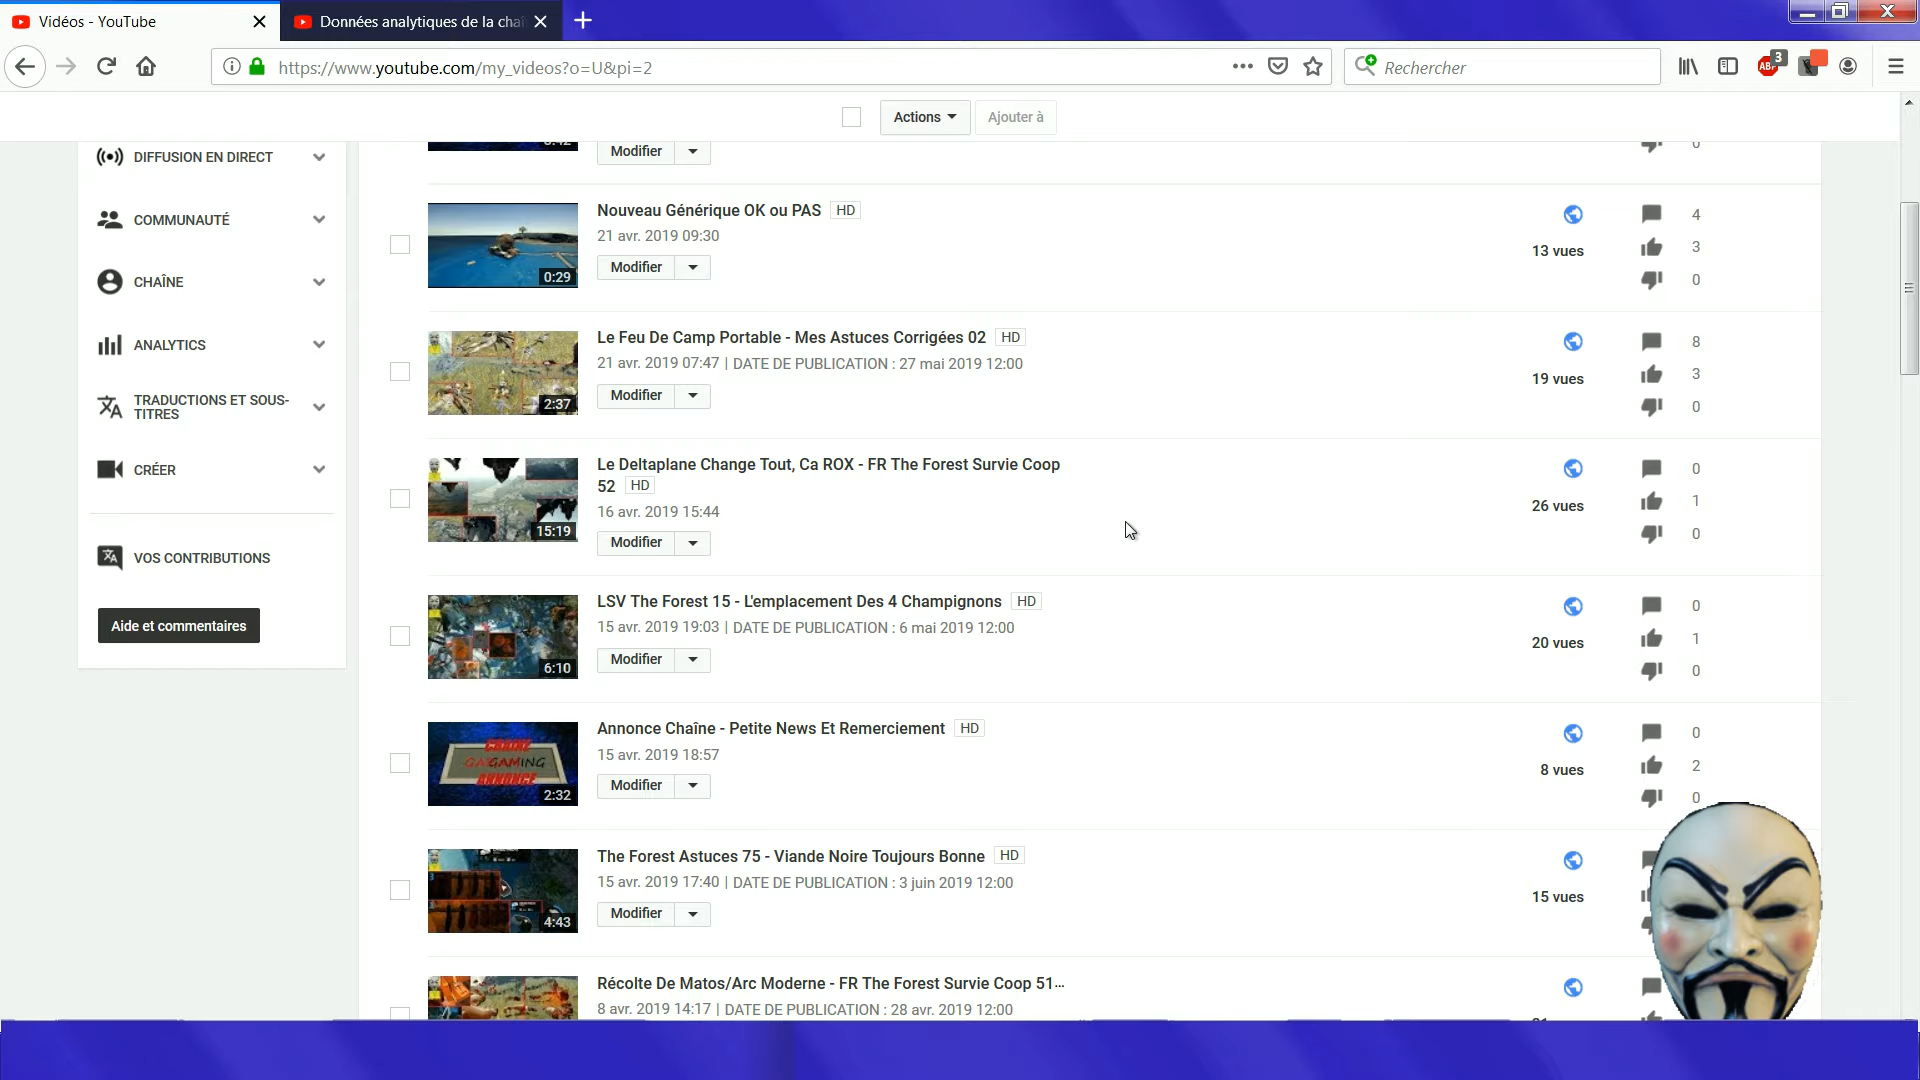 Vidéos - YouTube
Données analytiques de la chaî
https://www.youtube.com/my_videos?o=U&pi=2
Rechercher
ABP
3
Actions
Ajouter à
DIFFUSION EN DIRECT
COMMUNAUTÉ
CHAÎNE
ANALYTICS
TRADUCTIONS ET SOUS-
TITRES
CRÉER
VOS CONTRIBUTIONS
Aide et commentaires
Modifier
Nouveau Générique OK ou PAS HD
21 avr. 2019 09:30
Modifier
0:29
13 vues
4
3
0
Le Feu De Camp Portable - Mes Astuces Corrigées 02 HD
21 avr. 2019 07:47 | DATE DE PUBLICATION : 27 mai 2019 12:00
Modifier
2:37
19 vues
8
3
0
Le Deltaplane Change Tout, Ca ROX - FR The Forest Survie Coop
52 HD
16 avr. 2019 15:44
Modifier
15:19
26 vues
0
1
0
LSV The Forest 15 - L'emplacement Des 4 Champignons HD
15 avr. 2019 19:03 | DATE DE PUBLICATION : 6 mai 2019 12:00
Modifier
6:10
20 vues
0
1
0
Annonce Chaîne - Petite News Et Remerciement HD
15 avr. 2019 18:57
Modifier
CHAINE
GAIGAMING
ANNONCE
2:32
8 vues
0
2
0
The Forest Astuces 75 - Viande Noire Toujours Bonne HD
15 avr. 2019 17:40 | DATE DE PUBLICATION : 3 juin 2019 12:00
Modifier
4:43
15 vues
Récolte De Matos/Arc Moderne - FR The Forest Survie Coop 51...
8 avr. 2019 14:17 | DATE DE PUBLICATION : 28 avr. 2019 12:00